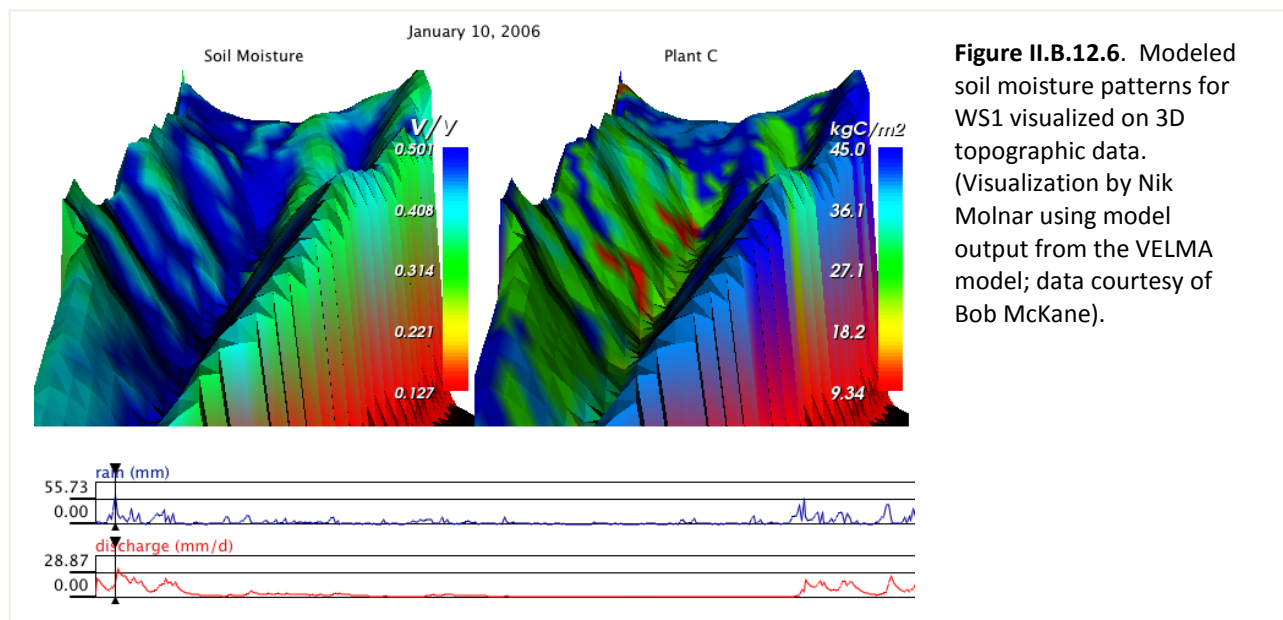 January 10, 2006
Soil Moisture
Plant C
V/V
0.501
0.408
0.314
0.221
0.127
kgC/m2
45.0
36.1
27.1
18.2
9.34
Figure II.B.12.6. Modeled
soil moisture patterns for
WS1 visualized on 3D
topographic data.
(Visualization by Nik
Molnar using model
output from the VELMA
model; data courtesy of
Bob McKane).
rain (mm)
55.73
0.00
discharge (mm/d)
28.87
0.00